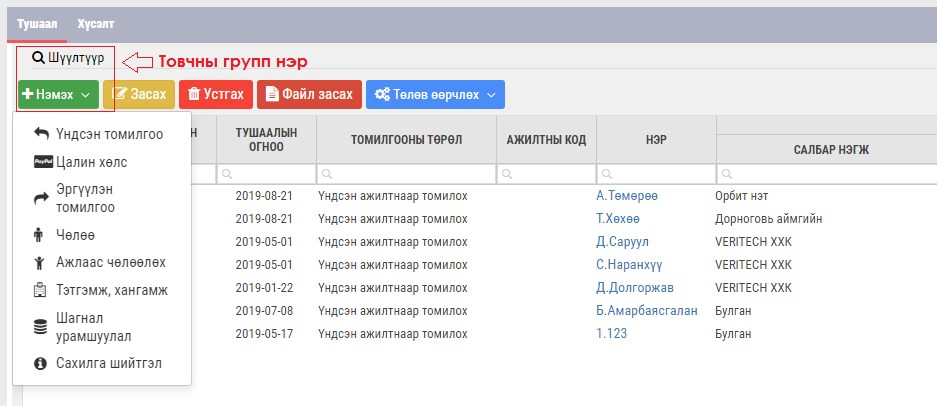 Тушаал Хүсэлт
Шүүлтүүр
Товчны групп нэр
Нэмэх Засах Устгах Файл засах Төлөв өөрчлөх
Үндсэн томилгоо
PayPal Цалин хөлс
Эргүүлэн
томилгоо
Чөлөө
Ажлаас чөлөөлөх
Тэтгэмж, хангамж
Шагнал
урамшуулал
Сахилга шийтгэл
Н ТУШААЛЫН ОГНОО ТОМИЛГООНЫ ТӨРӨЛ АЖИЛТНЫ КОД НЭР САЛБАР НЭГЖ
2019-08-21 Үндсэн ажилтнаар томилох А.Төмөрөө Орбит нэт
2019-08-21 Үндсэн ажилтнаар томилох Т.Хөхөө Дорноговь аймгийн
2019-05-01 Үндсэн ажилтнаар томилох Д.Саруул VERITECH ХХК
2019-05-01 Үндсэн ажилтнаар томилох С.Наранхүү VERITECH ХХК
2019-01-22 Үндсэн ажилтнаар томилох Д.Долгоржав VERITECH ХХК
2019-07-08 Үндсэн ажилтнаар томилох Б.Амарбаясгалан Булган
2019-05-17 Үндсэн ажилтнаар томилох 1.123 Булган